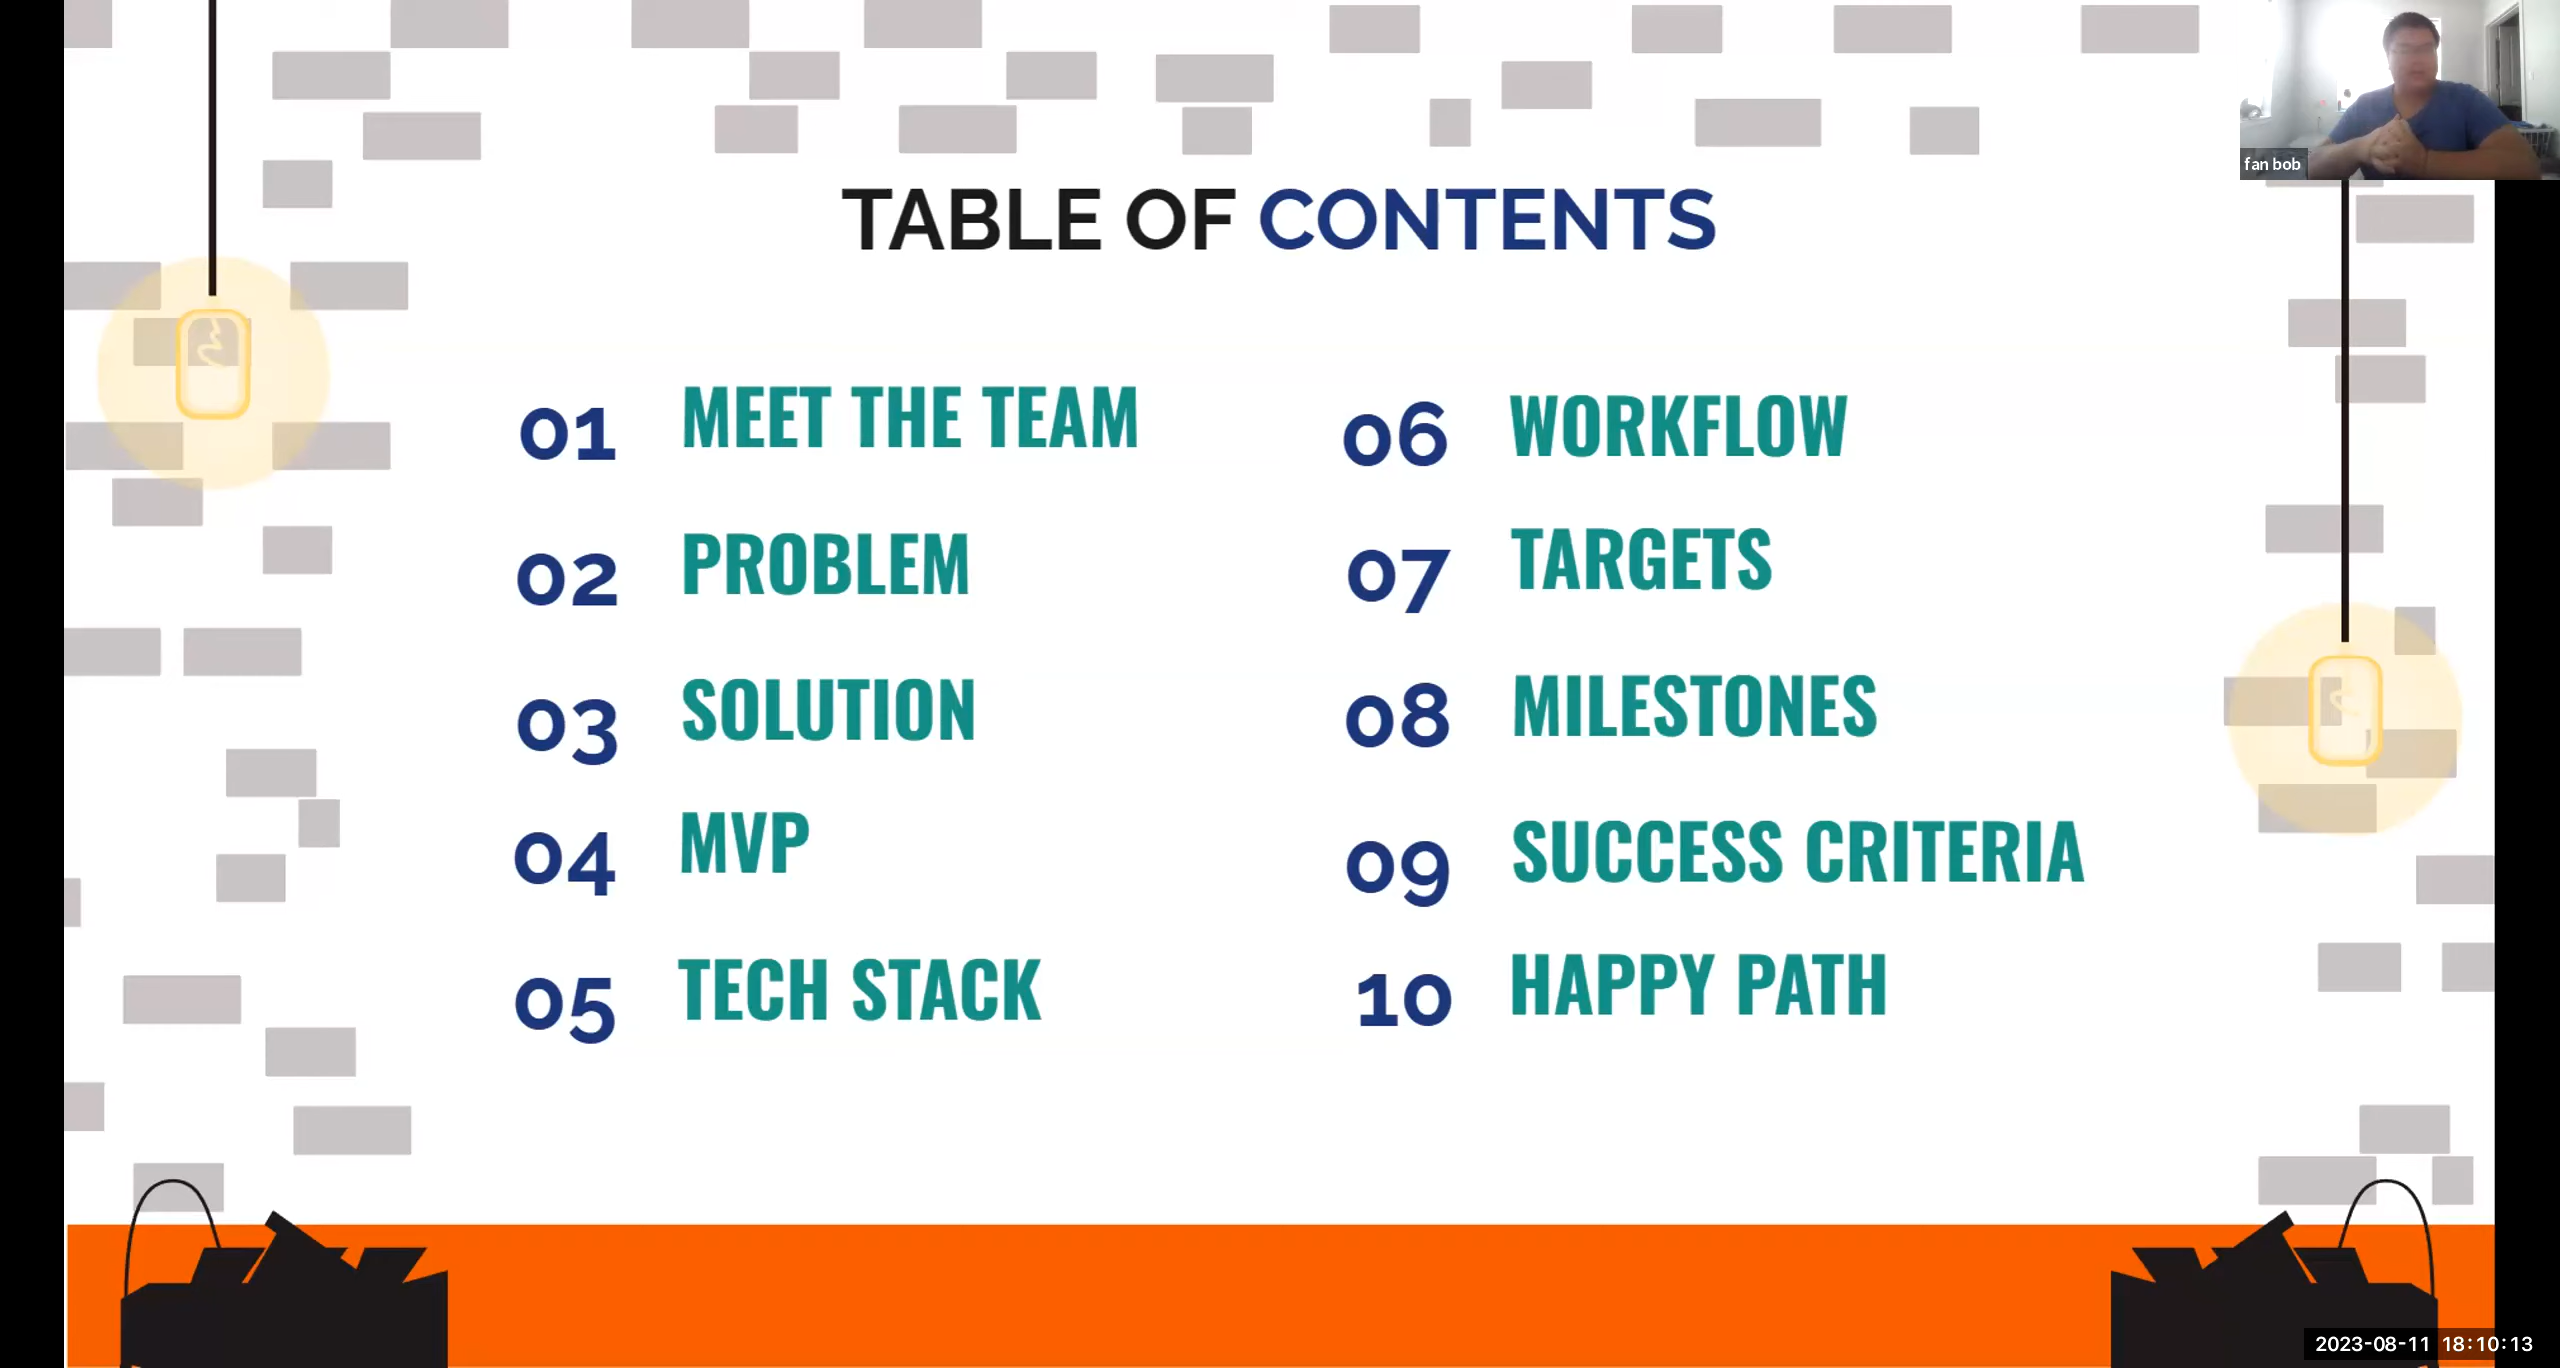 fan bob
TABLE OF CONTENTS
01 MEET THE TEAM
02 PROBLEM
03 SOLUTION
04 MVP
05 TECH STACK
06 WORKFLOW
07 TARGETS
08 MILESTONES
09 SUCCESS CRITERIA
10 HAPPY PATH
2023-08-11 18:10:13